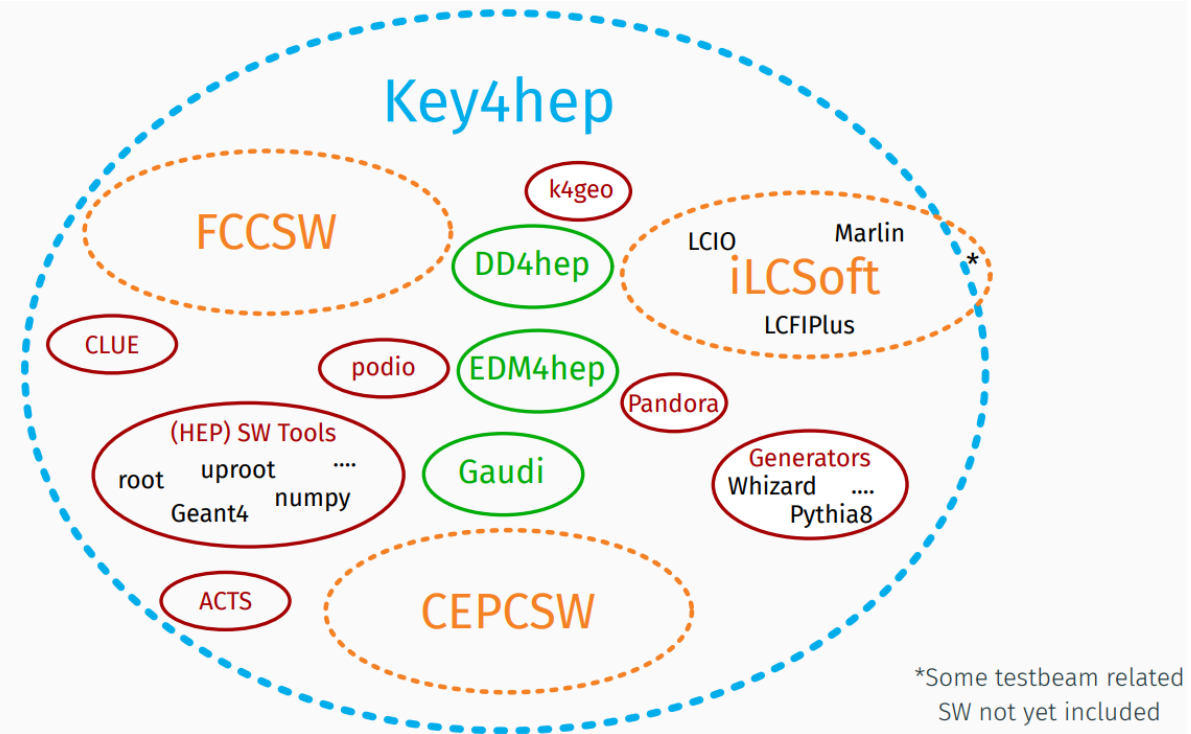 Key4hep
k4geo
FCCSW
LCIO
Marlin
DD4hep
iLCSoft
*
LCFIPlus
CLUE
podio
EDM4hep
Pandora
(HEP) SW Tools
root
uproot
....
Geant4
numpy
Gaudi
Generators
Whizard
....
Pythia8
ACTS
CEPCSW
*Some testbeam related
SW not yet included